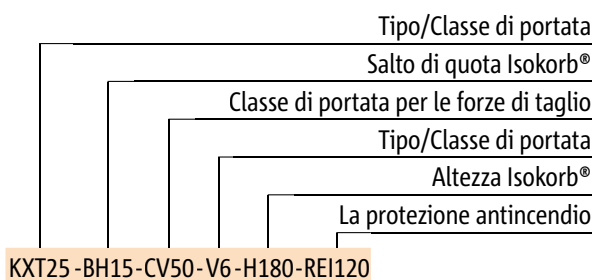 Tipo/Classe di portata
Salto di quota Isokorb®
Classe di portata per le forze di taglio
Tipo/Classe di portata
Altezza Isokorb®
La protezione antincendio
KXT25-BH15-CV50-V6-H180-REI120